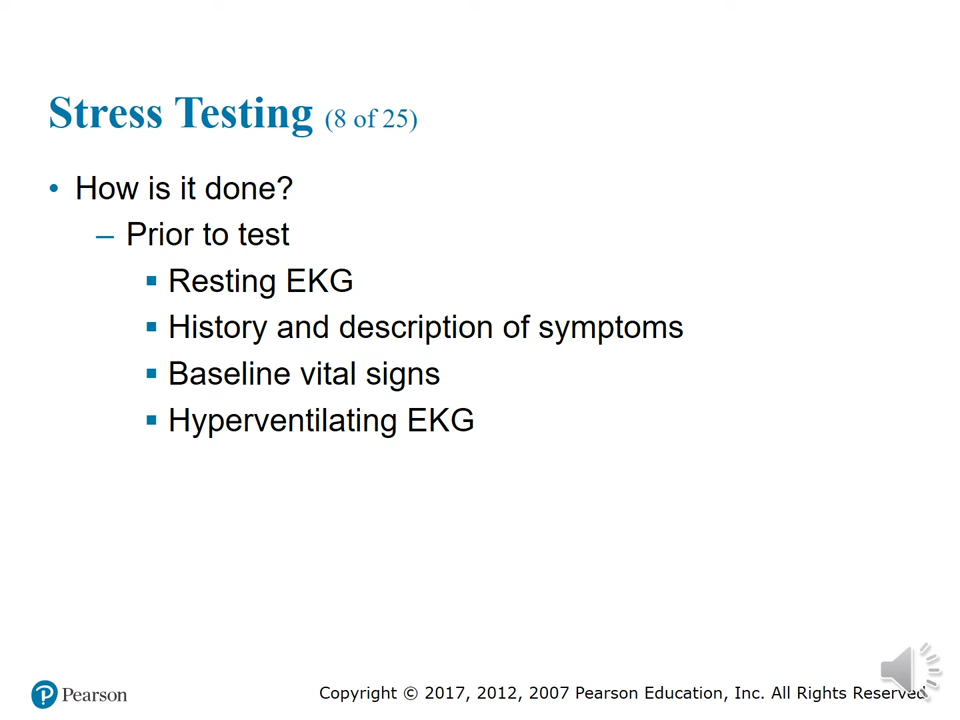 Stress Testing (8 of 25)
• How is it done?
– Prior to test
▪ Resting EKG
▪ History and description of symptoms
▪ Baseline vital signs
▪ Hyperventilating EKG
Pearson
Copyright © 2017, 2012, 2007 Pearson Education, Inc. All Rights Reserved